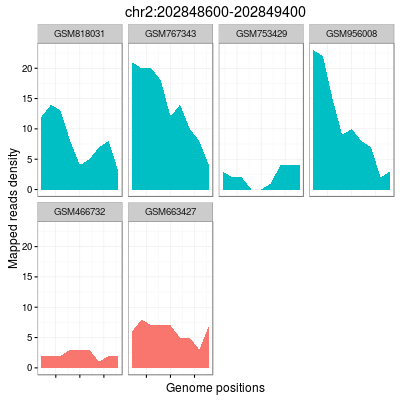 chr2:202848600-202849400
GSM818031 GSM767343 GSM753429 GSM956008
20
15
10
5
0
GSM466732 GSM663427
20
15
10
5
0
Mapped reads density
Genome positions